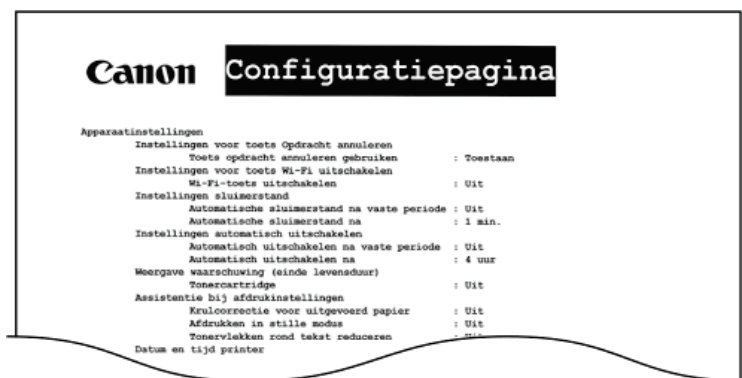 Canon Configuratiepagina
Apparaatinstellingen
Instellingen voor toets Opdracht annuleren
Toets opdracht annuleren gebruiken : Toestaan
Instellingen voor toets Wi-Fi uitschakelen
Wi-Fi-toets uitschakelen : Uit
Instellingen sluimerstand
Automatische sluimerstand na vaste periode : Uit
Automatische sluimerstand na : 1 min.
Instellingen automatisch uitschakelen
Automatisch uitschakelen na vaste periode : Uit
Automatisch uitschakelen na : 4 uur
Weergave waarschuwing (einde levensduur)
Tonercartridge : Uit
Assistentie bij afdrukinstellingen
Krulcorrectie voor uitgevoerd papier : Uit
Afdrukken in stille modus : Uit
Tonervlekken rond tekst reduceren :
Datum en tijd printer